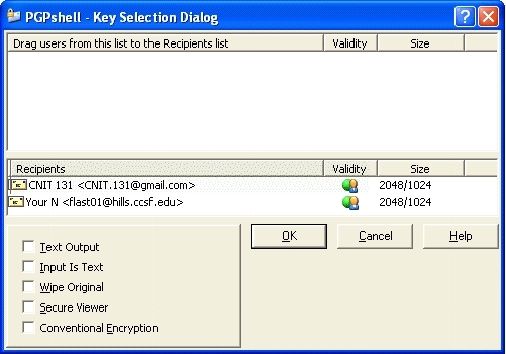 PGPshell - Key Selection Dialog
Drag users from this list to the Recipients list Validity Size
Recipients Validity Size
CNIT 131 <CNIT.131@gmail.com> 2048/1024
Your N <flast01@hills.ccsf.edu> 2048/1024
Text Output
Input Is Text
Wipe Original
Secure Viewer
Conventional Encryption
OK Cancel Help